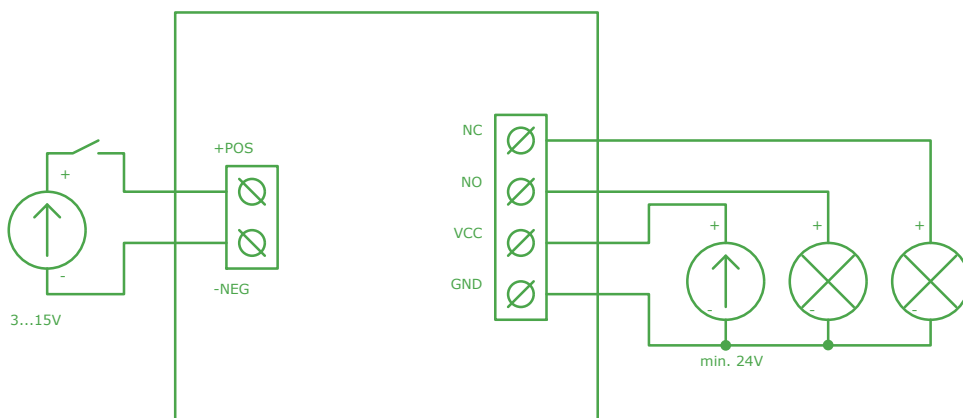 NC
+POS
NO
+
VCC
+
+
+
-
GND
-NEG
-
-
-
3...15V
min. 24V